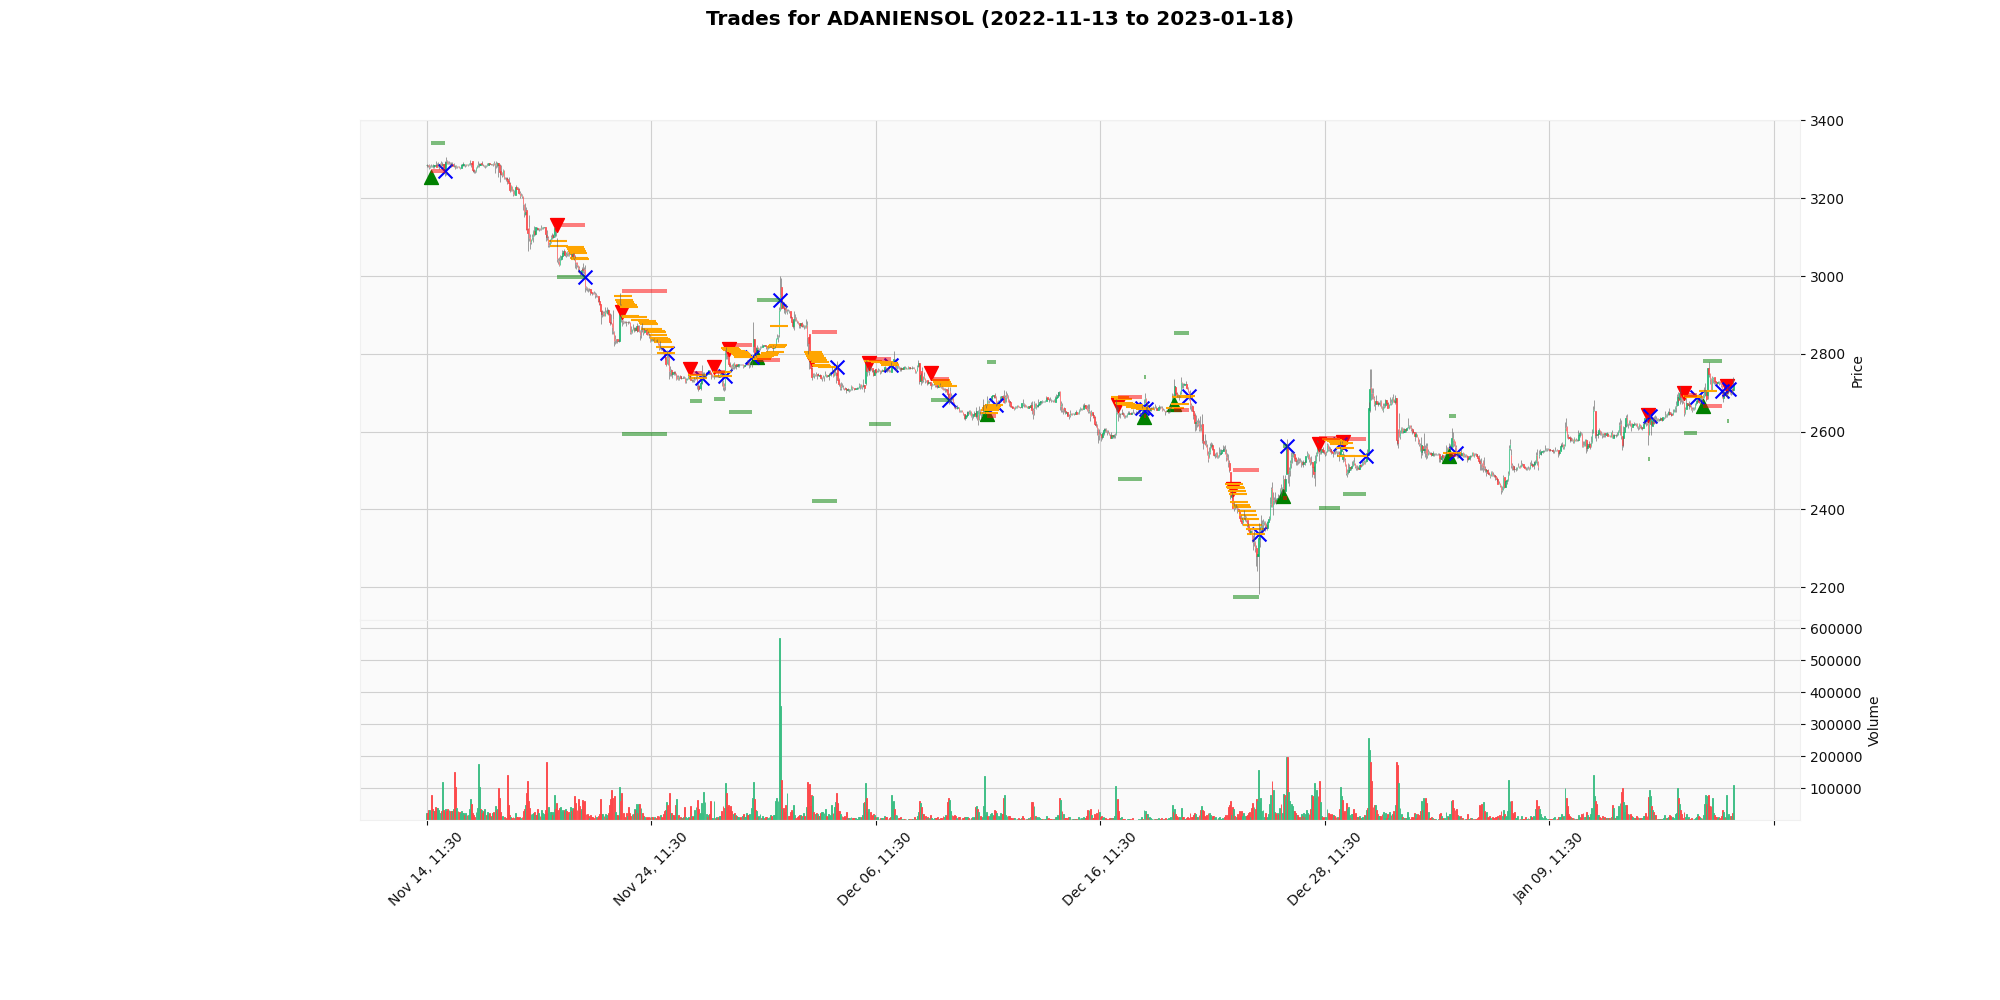 Trades for ADANIENSOL (2022-11-13 to 2023-01-18)
3400
3200
3000
2800
2600
2400
2200
Price
600000
500000
400000
300000
200000
100000
Volume
Nov 14, 11:30
Nov 24, 11:30
Dec 06, 11:30
Dec 16, 11:30
Dec 28, 11:30
Jan 09, 11:30